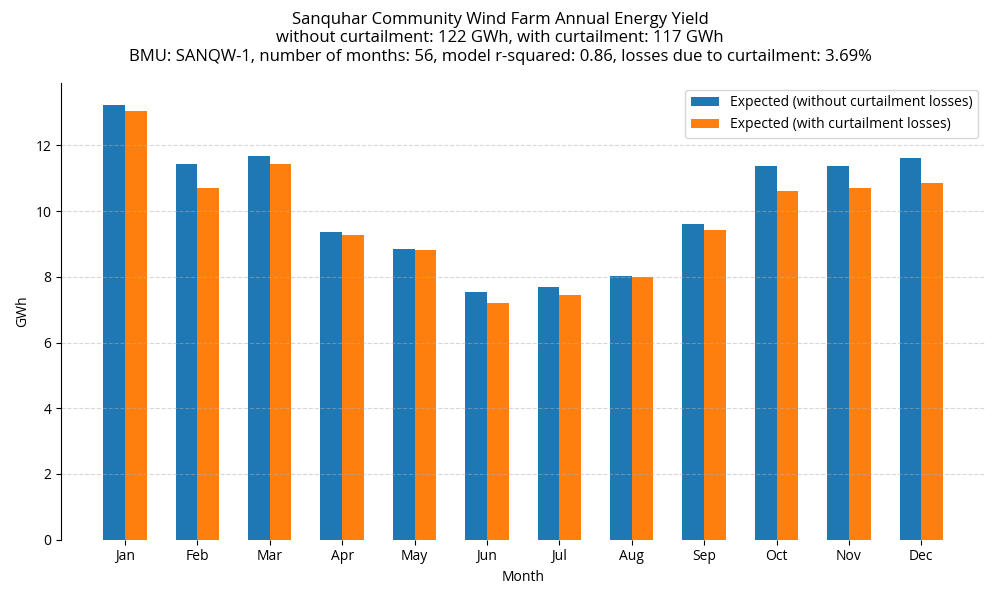 Sanquhar Community Wind Farm Annual Energy Yield
without curtailment: 122 GWh, with curtailment: 117 GWh
BMU: SANQW-1, number of months: 56, model r-squared: 0.86, losses due to curtailment: 3.69%
Expected (without curtailment losses)
Expected (with curtailment losses)
12
10
8
6
4
2
0
GWh
Jan Feb Mar Apr May Jun Jul Aug Sep Oct Nov Dec
Month